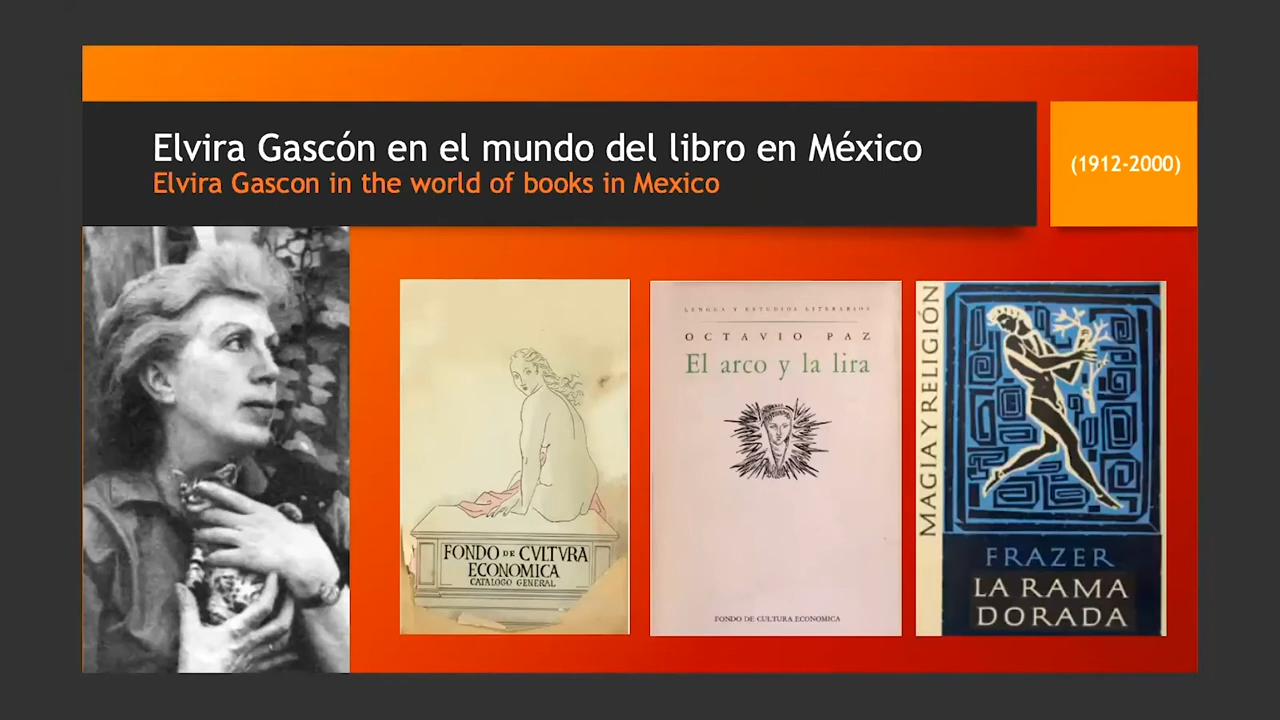 Elvira Gascón en el mundo del libro en México
Elvira Gascon in the world of books in Mexico
(1912-2000)
FONDO DE CVLTVRA
ECONOMICA
CATALOGO GENERAL
LENGUA Y ESTUDIOS LITERARIOS
OCTAVIO PAZ
El arco y la lira
FONDO DE CULTURA ECONOMICA
MAGIA Y RELIGIÓN
FRAZER
LA RAMA
DORADA